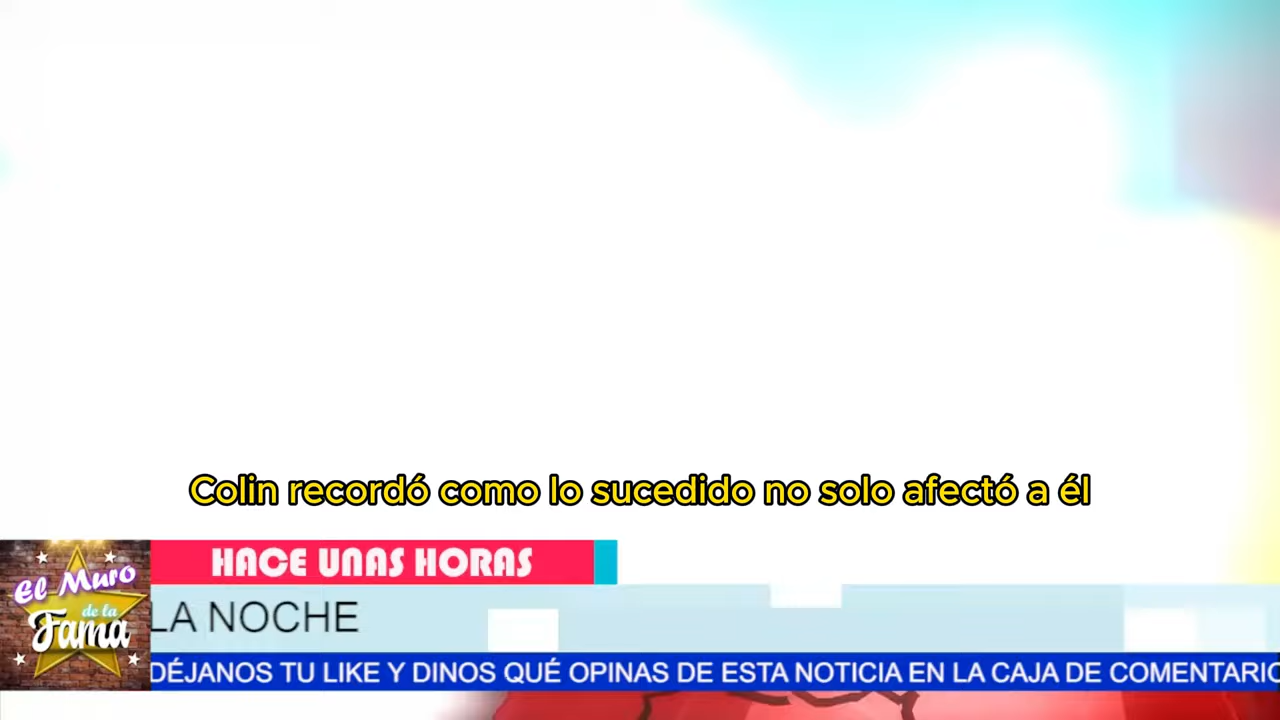 Colin recordó como lo sucedido no solo afectó a él
HACE UNAS HORAS
El Muro
de la
Fama
LA NOCHE
DÉJANOS TU LIKE Y DINOS QUÉ OPINAS DE ESTA NOTICIA EN LA CAJA DE COMENTARIO